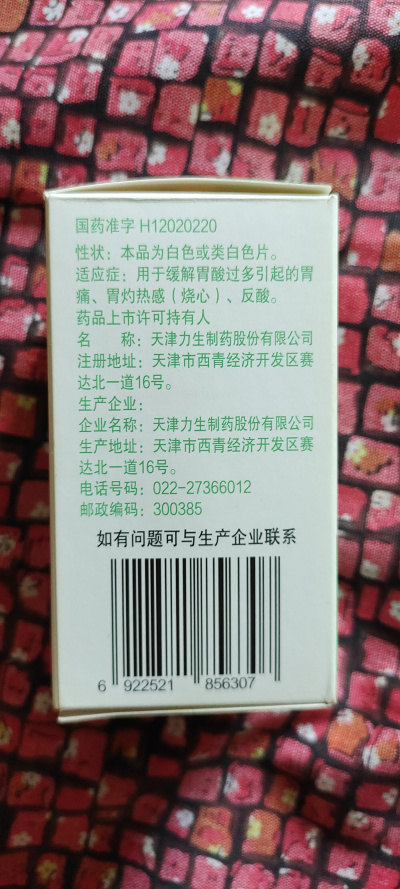 国药准字 H12020220
性状：本品为白色或类白色片。
适应症：用于缓解胃酸过多引起的胃
痛、胃灼热感（烧心）、反酸。
药品上市许可持有人
名　　称：天津力生制药股份有限公司
注册地址：天津市西青经济开发区赛
达北一道16号。
生产企业：
企业名称：天津力生制药股份有限公司
生产地址：天津市西青经济开发区赛
达北一道16号。
电话号码：022-27366012
邮政编码：300385
如有问题可与生产企业联系
6 922521 856307